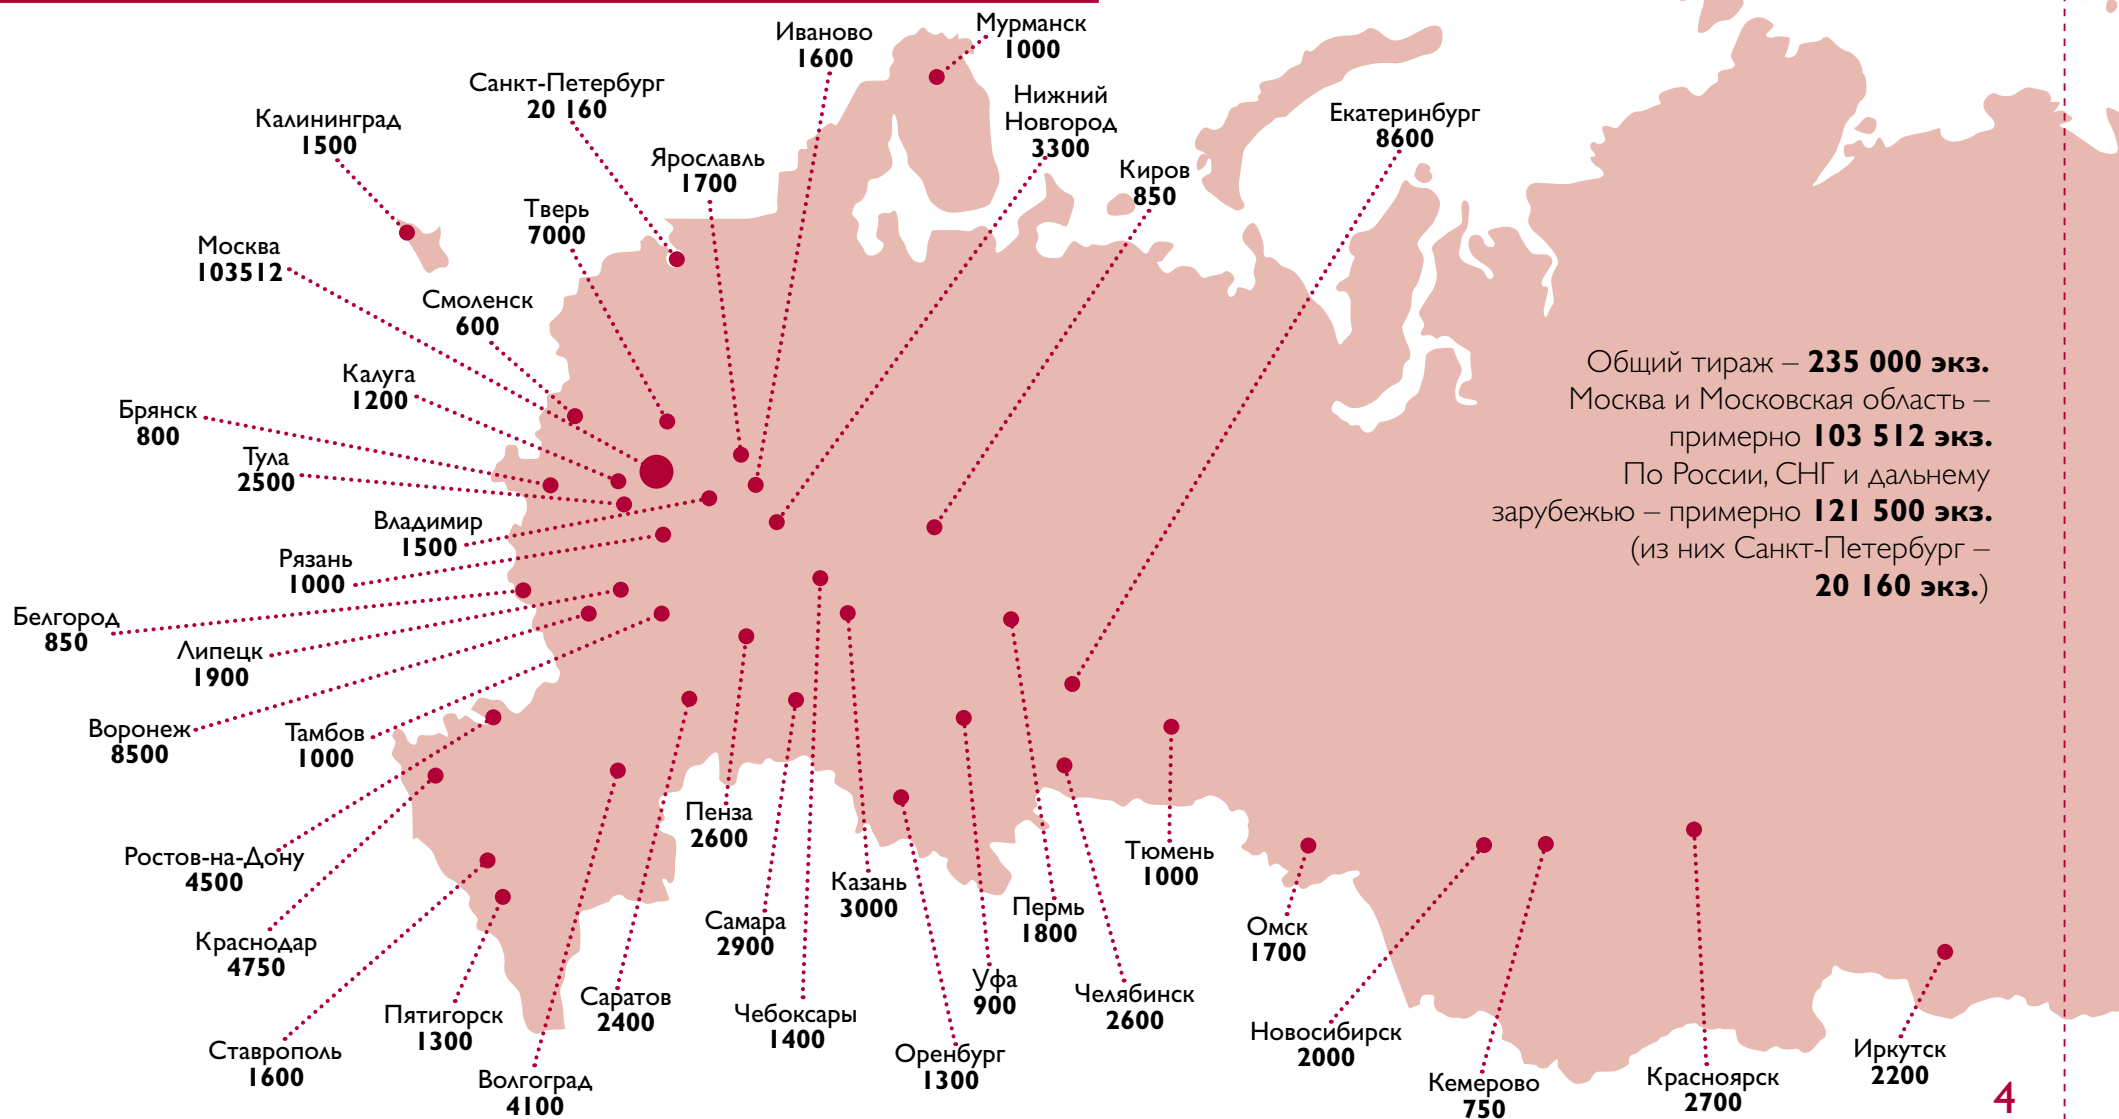 Мурманск
1000
Иваново
1600
Санкт-Петербург
20 160
Нижний
Новгород
3300
Екатеринбург
8600
Калининград
1500
Ярославль
1700
Киров
850
Тверь
7000
Москва
103512
Смоленск
600
Калуга
1200
Брянск
800
Тула
2500
Владимир
1500
Рязань
1000
Белгород
850
Липецк
1900
Воронеж
8500
Тамбов
1000
Общий тираж – 235 000 экз.
Москва и Московская область –
примерно 103 512 экз.
По России, СНГ и дальнему
зарубежью – примерно 121 500 экз.
(из них Санкт-Петербург –
20 160 экз.)
Пенза
2600
Ростов-на-Дону
4500
Тюмень
1000
Казань
3000
Самара
2900
Пермь
1800
Омск
1700
Краснодар
4750
Уфа
900
Челябинск
2600
Саратов
2400
Чебоксары
1400
Пятигорск
1300
Новосибирск
2000
Ставрополь
1600
Оренбург
1300
Иркутск
2200
Волгоград
4100
Кемерово
750
Красноярск
2700
4